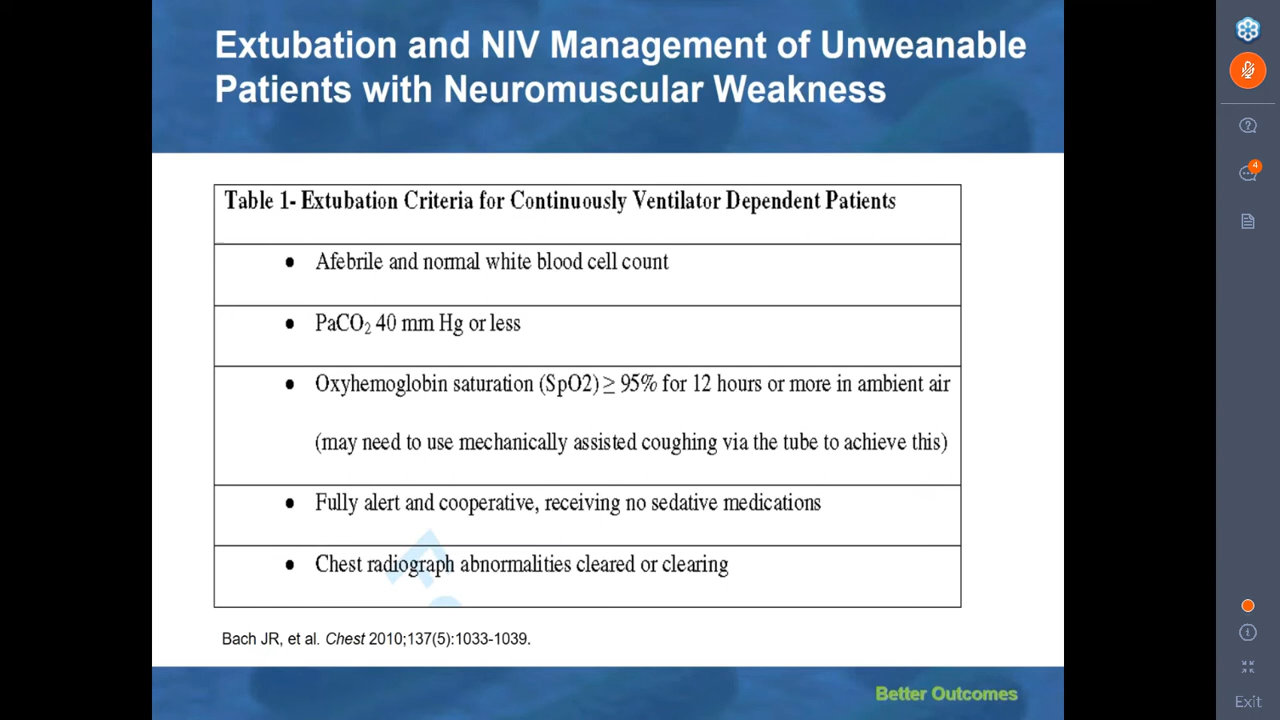 Extubation and NIV Management of Unweanable
Patients with Neuromuscular Weakness
Table 1- Extubation Criteria for Continuously Ventilator Dependent Patients
• Afebrile and normal white blood cell count
• PaCO₂ 40 mm Hg or less
• Oxyhemoglobin saturation (SpO2) ≥ 95% for 12 hours or more in ambient air
(may need to use mechanically assisted coughing via the tube to achieve this)
• Fully alert and cooperative, receiving no sedative medications
• Chest radiograph abnormalities cleared or clearing
Bach JR, et al. Chest 2010;137(5):1033-1039.
Better Outcomes
4
Exit